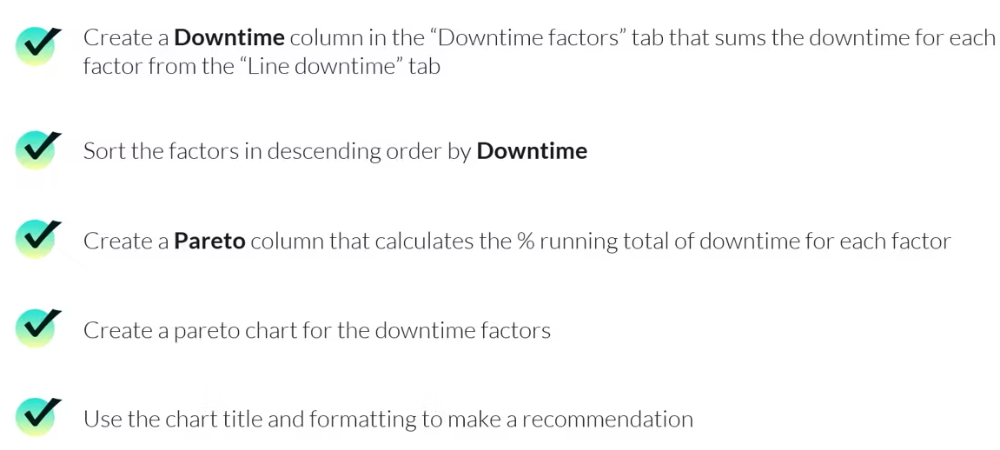 Create a Downtime column in the “Downtime factors” tab that sums the downtime for each
factor from the “Line downtime” tab
Sort the factors in descending order by Downtime
Create a Pareto column that calculates the % running total of downtime for each factor
Create a pareto chart for the downtime factors
Use the chart title and formatting to make a recommendation